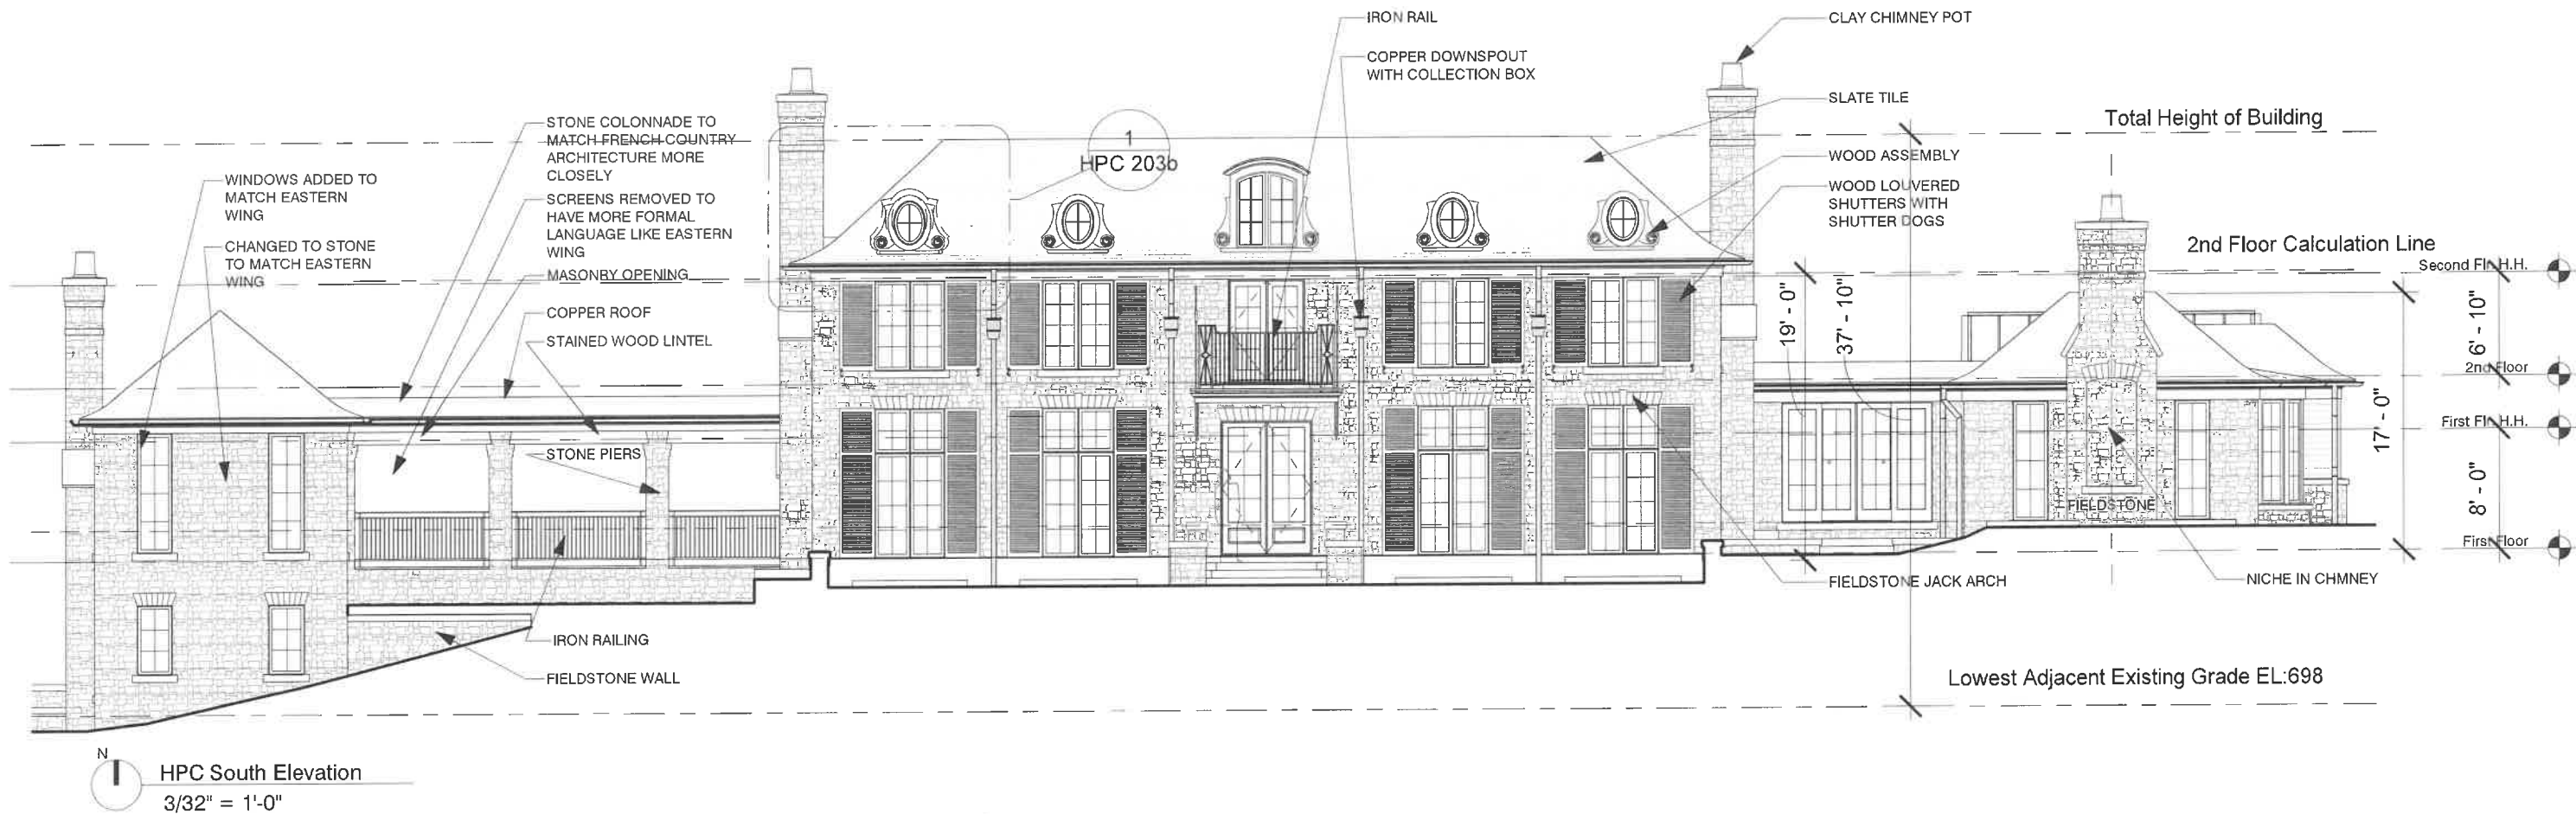 IRON RAIL
COPPER DOWNSPOUT
WITH COLLECTION BOX
CLAY CHIMNEY POT
SLATE TILE
WOOD ASSEMBLY
WOOD LOUVERED
SHUTTERS WITH
SHUTTER DOGS
Total Height of Building
2nd Floor Calculation Line
1
HPC 203b
STONE COLONNADE TO
MATCH FRENCH COUNTRY
ARCHITECTURE MORE
CLOSELY
SCREENS REMOVED TO
HAVE MORE FORMAL
LANGUAGE LIKE EASTERN
WING
MASONRY OPENING
COPPER ROOF
STAINED WOOD LINTEL
STONE PIERS
WINDOWS ADDED TO
MATCH EASTERN
WING
CHANGED TO STONE
TO MATCH EASTERN
WING
IRON RAILING
FIELDSTONE WALL
19' - 0"
37' - 10"
17' - 0"
6' - 10"
8' - 0"
Second Fl H.H.
2nd Floor
First Fl H.H.
First Floor
FIELDSTONE
FIELDSTONE JACK ARCH
NICHE IN CHMNEY
Lowest Adjacent Existing Grade EL:698
N
HPC South Elevation
3/32" = 1'-0"